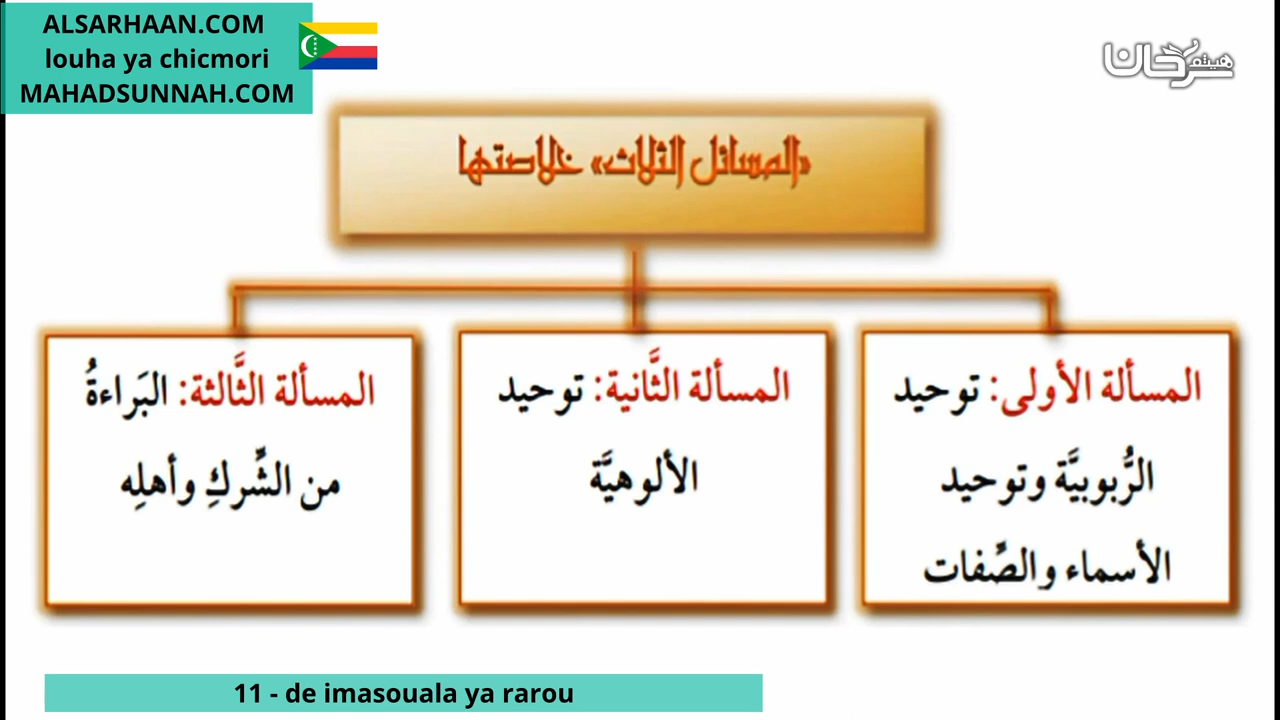 ALSARHAAN.COM
louha ya chicmori
MAHADSUNNAH.COM
هيثم
سرحان
«المسائل الثلاث» خلاصتها
المسألة الأولى: توحيد
الرُّبوبيَّة وتوحيد
الأسماء والصِّفات
المسألة الثَّانية: توحيد
الألوهيَّة
المسألة الثَّالثة: البَراءةُ
من الشِّركِ وأهلِه
11 - de imasouala ya rarou